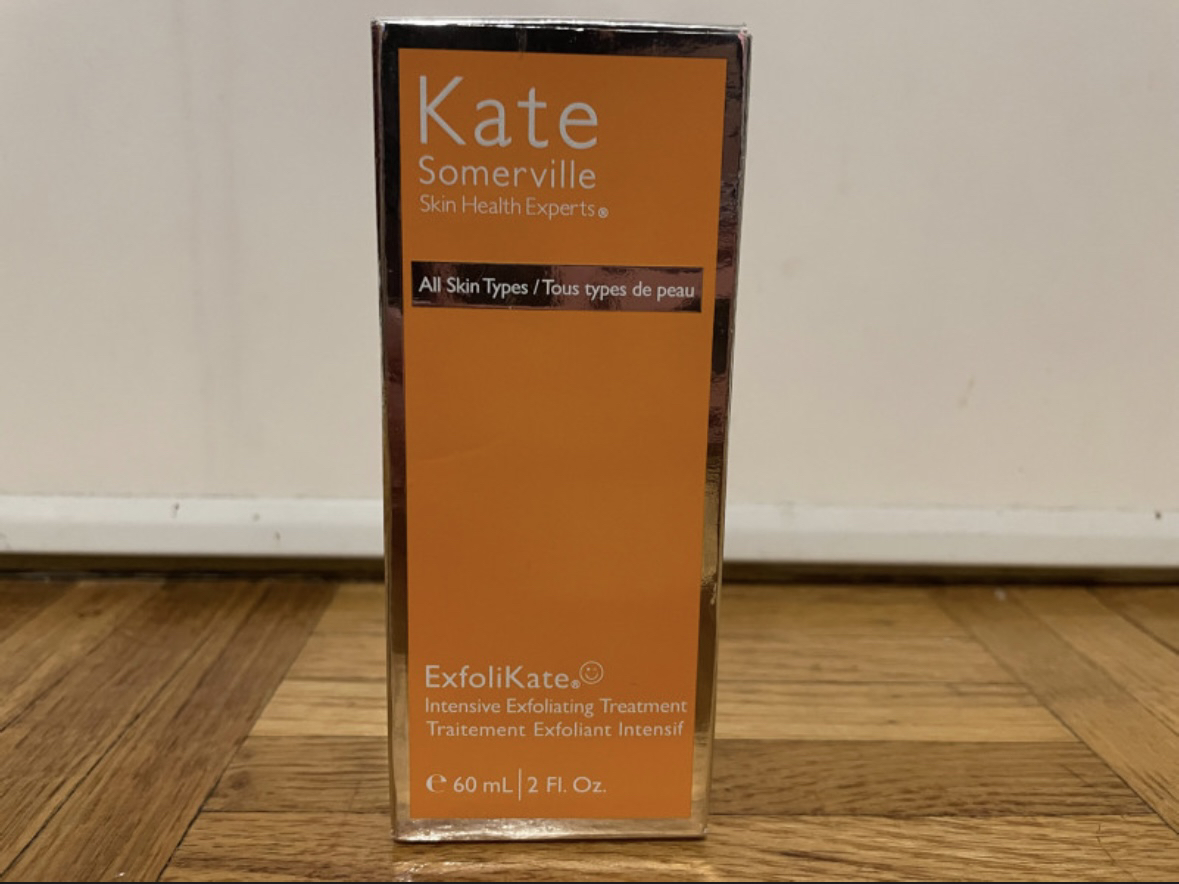 Kate
Somerville
Skin Health Experts®
All Skin Types / Tous types de peau
ExfoliKate®
Intensive Exfoliating Treatment
Traitement Exfoliant Intensif
℮ 60 mL | 2 Fl. Oz.